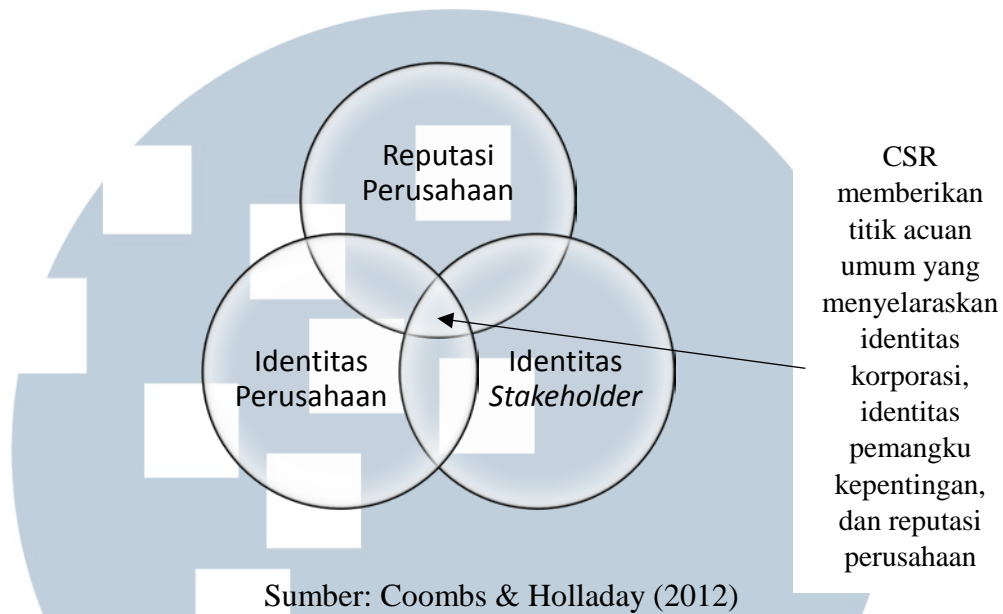 Reputasi
Perusahaan
Identitas
Perusahaan
Identitas
Stakeholder
CSR
memberikan
titik acuan
umum yang
menyelaraskan
identitas
korporasi,
identitas
pemangku
kepentingan,
dan reputasi
perusahaan
Sumber: Coombs & Holladay (2012)